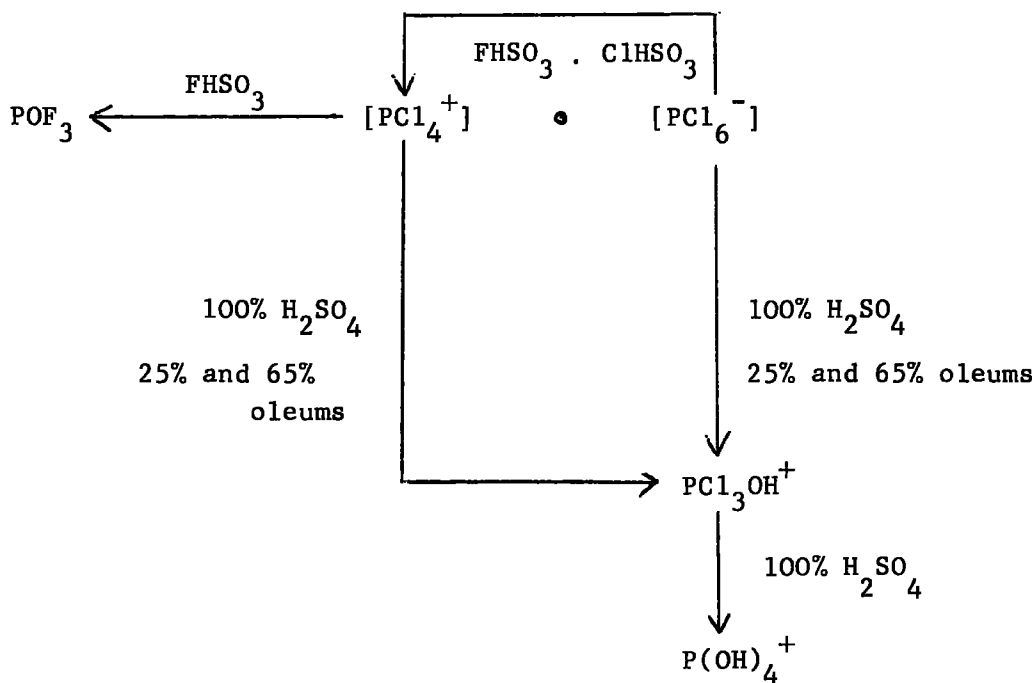 FHSO₃ . ClHSO₃
FHSO₃
POF₃ [PCl₄⁺] • [PCl₆⁻]
100% H₂SO₄ 100% H₂SO₄
25% and 65% 25% and 65% oleums
oleums
PCl₃OH⁺
100% H₂SO₄
P(OH)₄⁺